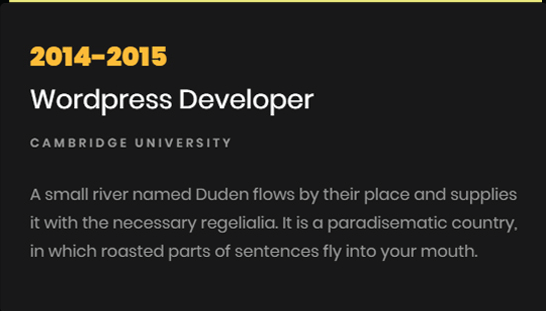 2014-2015
Wordpress Developer
CAMBRIDGE UNIVERSITY
A small river named Duden flows by their place and supplies
it with the necessary regelialia. It is a paradisematic country,
in which roasted parts of sentences fly into your mouth.